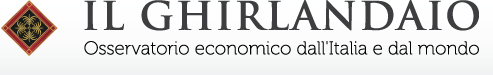 IL GHIRLANDAIO
Osservatorio economico dall'Italia e dal mondo